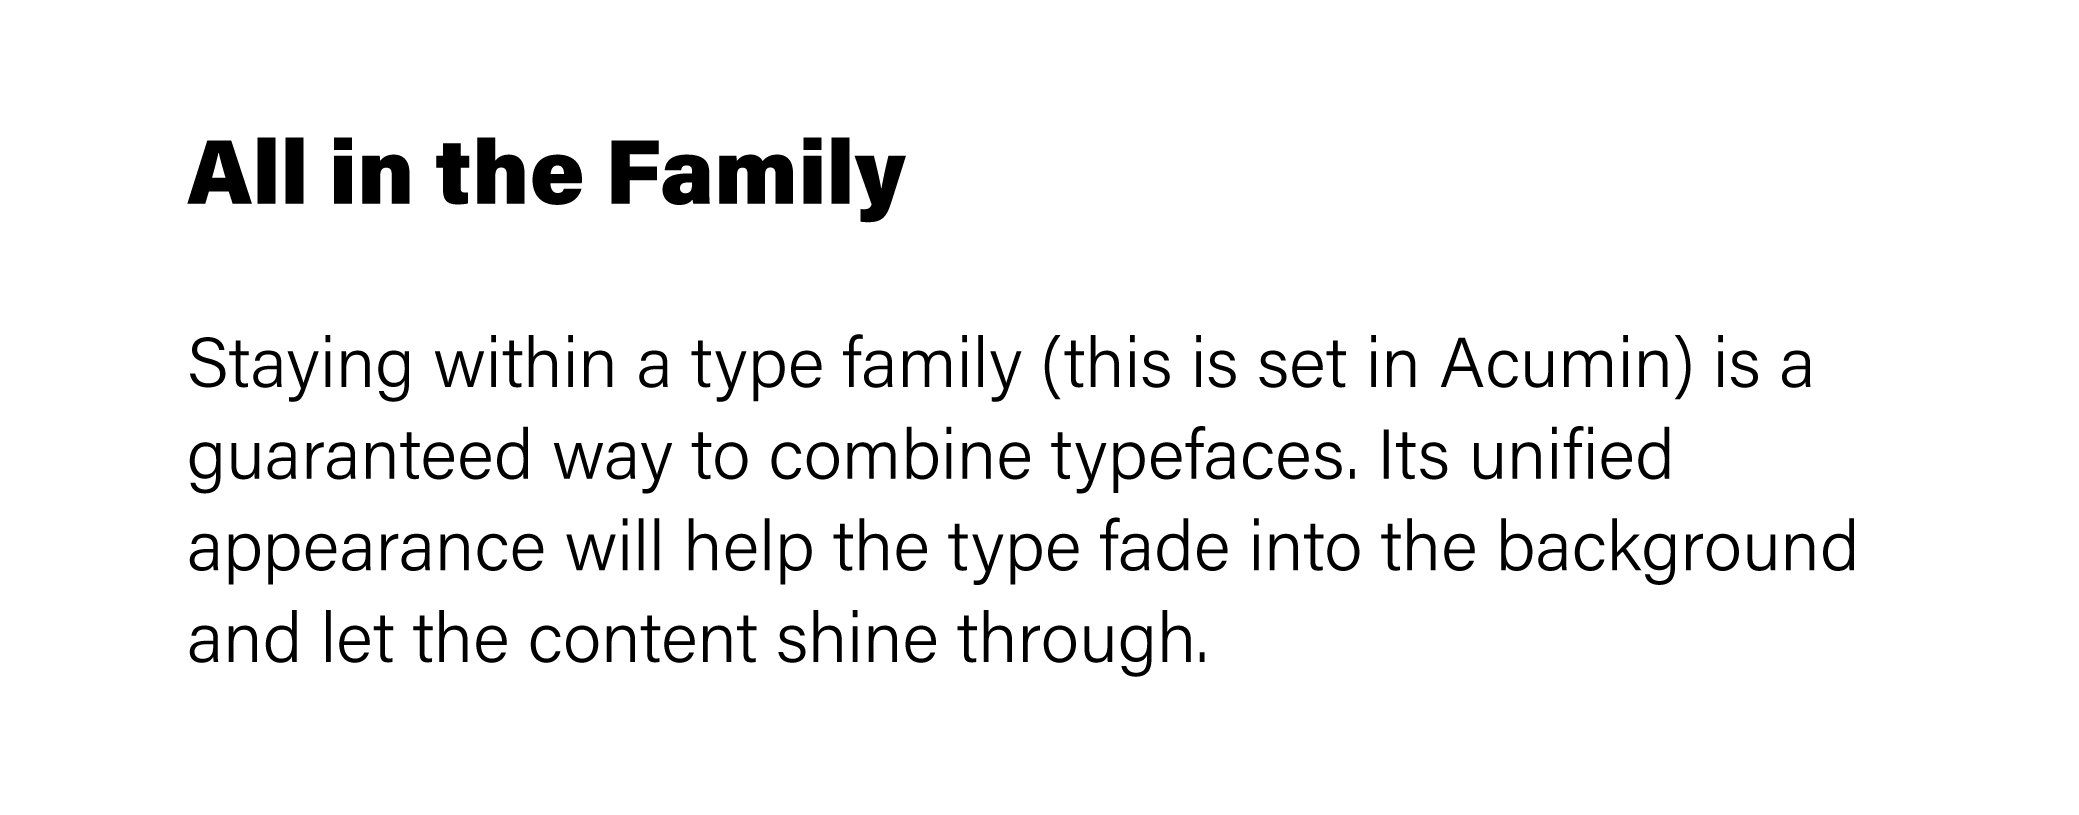 All in the Family
Staying within a type family (this is set in Acumin) is a
guaranteed way to combine typefaces. Its unified
appearance will help the type fade into the background
and let the content shine through.